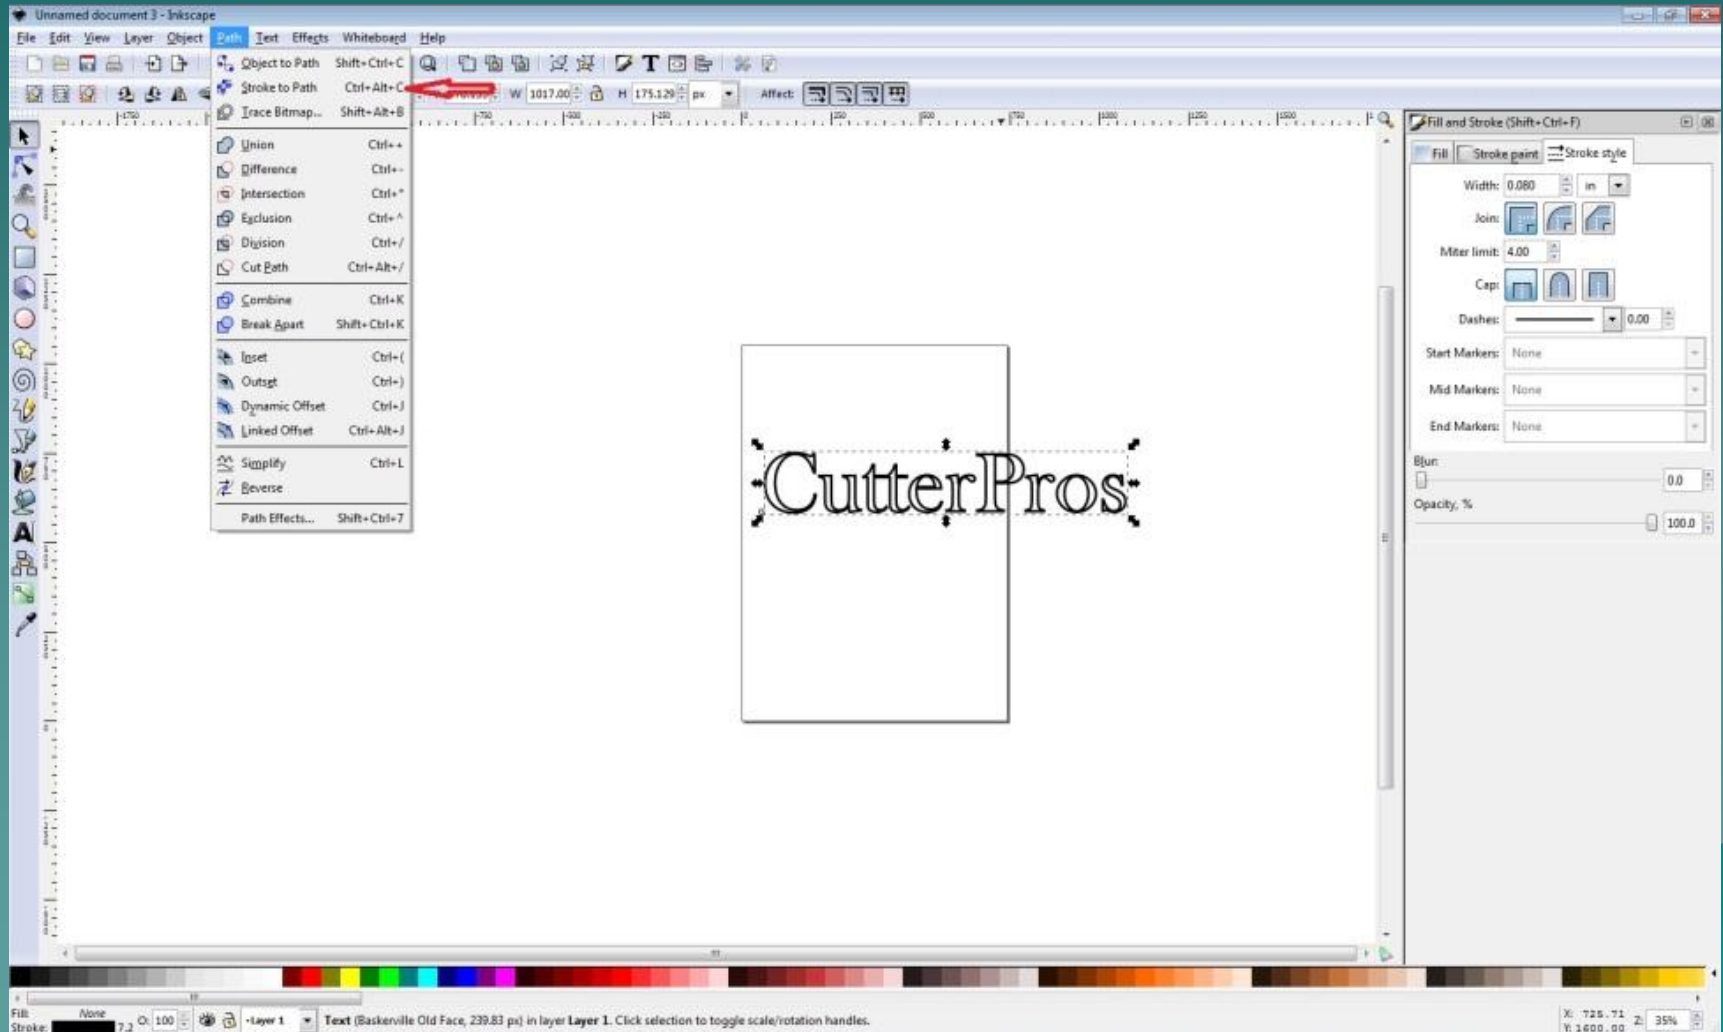 Unnamed document 3 - Inkscape
File Edit View Layer Object Path Text Effects Whiteboard Help
Object to Path Shift+Ctrl+C
Stroke to Path Ctrl+Alt+C
W 1017.00 H 175.129 px Affect:
Trace Bitmap... Shift+Alt+B
Union Ctrl++
Difference Ctrl+-
Intersection Ctrl+*
Exclusion Ctrl+^
Division Ctrl+/
Cut Path Ctrl+Alt+/
Combine Ctrl+K
Break Apart Shift+Ctrl+K
Inset Ctrl+(
Outset Ctrl+)
Dynamic Offset Ctrl+J
Linked Offset Ctrl+Alt+J
Simplify Ctrl+L
Reverse
Path Effects... Shift+Ctrl+7
CutterPros
Fill and Stroke (Shift+Ctrl+F)
Fill Stroke paint Stroke style
Width: 0.080 in
Join:
Miter limit: 4.00
Cap:
Dashes: 0.00
Start Markers: None
Mid Markers: None
End Markers: None
Blur:
0.0
Opacity, %
100.0
Fill: None
Stroke: 7.2 O: 100 Layer 1 Text (Baskerville Old Face, 239.83 px) in layer Layer 1. Click selection to toggle scale/rotation handles.
X: 725.71
Y: 1600.00
Z: 35%